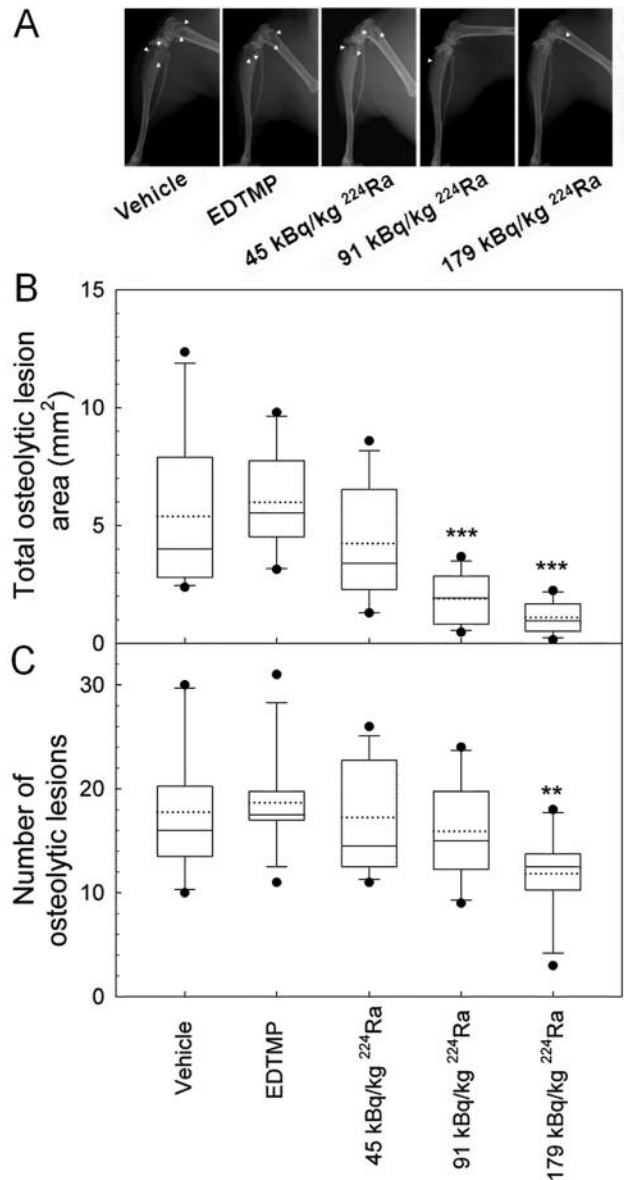 A
Vehicle
EDTMP
45 kBq/kg ²²⁴Ra
91 kBq/kg ²²⁴Ra
179 kBq/kg ²²⁴Ra
B
15
10
5
0
Total osteolytic lesion
area (mm²)
***
***
C
30
20
10
0
Number of
osteolytic lesions
**
Vehicle
EDTMP
45 kBq/kg ²²⁴Ra
91 kBq/kg ²²⁴Ra
179 kBq/kg ²²⁴Ra